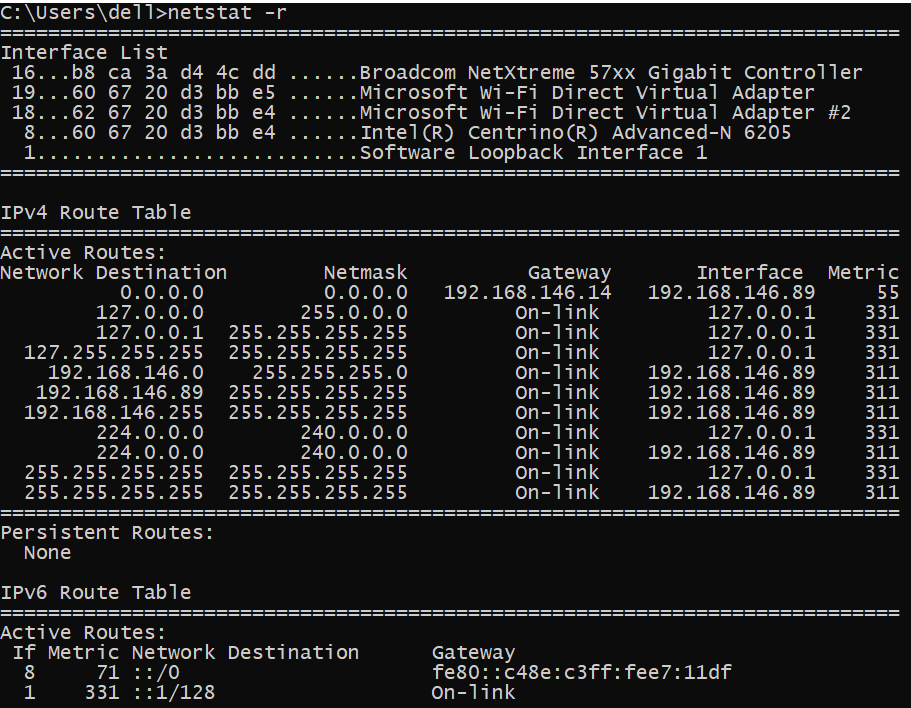 C:\Users\dell>netstat -r
===========================================================================
Interface List
 16...b8 ca 3a d4 4c dd ......Broadcom NetXtreme 57xx Gigabit Controller
 19...60 67 20 d3 bb e5 ......Microsoft Wi-Fi Direct Virtual Adapter
 18...62 67 20 d3 bb e4 ......Microsoft Wi-Fi Direct Virtual Adapter #2
  8...60 67 20 d3 bb e4 ......Intel(R) Centrino(R) Advanced-N 6205
  1...........................Software Loopback Interface 1
===========================================================================

IPv4 Route Table
===========================================================================
Active Routes:
Network Destination        Netmask          Gateway       Interface  Metric
          0.0.0.0          0.0.0.0   192.168.146.14   192.168.146.89     55
        127.0.0.0        255.0.0.0         On-link         127.0.0.1    331
        127.0.0.1  255.255.255.255         On-link         127.0.0.1    331
  127.255.255.255  255.255.255.255         On-link         127.0.0.1    331
    192.168.146.0    255.255.255.0         On-link    192.168.146.89    311
   192.168.146.89  255.255.255.255         On-link    192.168.146.89    311
  192.168.146.255  255.255.255.255         On-link    192.168.146.89    311
        224.0.0.0        240.0.0.0         On-link         127.0.0.1    331
        224.0.0.0        240.0.0.0         On-link    192.168.146.89    311
  255.255.255.255  255.255.255.255         On-link         127.0.0.1    331
  255.255.255.255  255.255.255.255         On-link    192.168.146.89    311
===========================================================================
Persistent Routes:
  None

IPv6 Route Table
===========================================================================
Active Routes:
 If Metric Network Destination      Gateway
  8     71 ::/0                     fe80::c48e:c3ff:fee7:11df
  1    331 ::1/128                  On-link